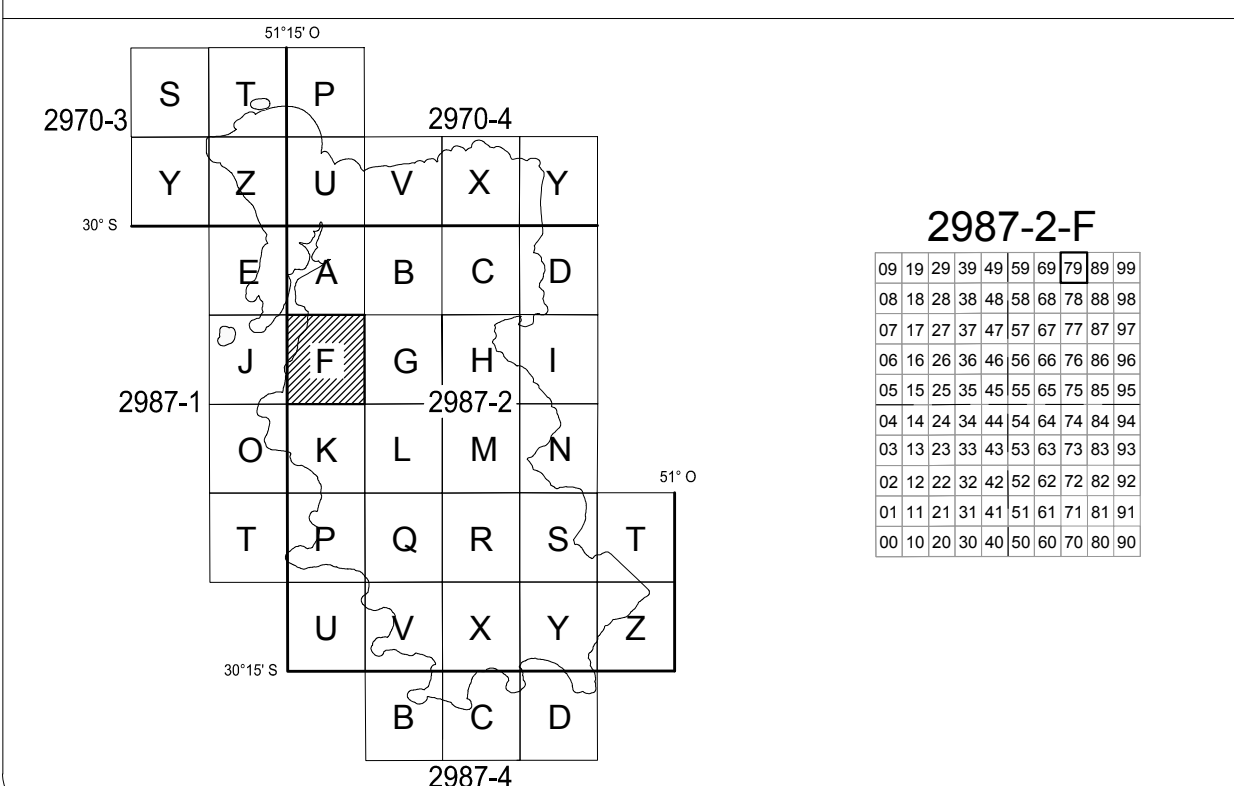 51°15' O
S T P
2970-3 2970-4
Y Z U V X Y
30° S
E A B C D
J F G H I
2987-1 2987-2
O K L M N
51° O
T P Q R S T
U V X Y Z
30°15' S
B C D
2987-4
2987-2-F
09 19 29 39 49 59 69 79 89 99
08 18 28 38 48 58 68 78 88 98
07 17 27 37 47 57 67 77 87 97
06 16 26 36 46 56 66 76 86 96
05 15 25 35 45 55 65 75 85 95
04 14 24 34 44 54 64 74 84 94
03 13 23 33 43 53 63 73 83 93
02 12 22 32 42 52 62 72 82 92
01 11 21 31 41 51 61 71 81 91
00 10 20 30 40 50 60 70 80 90